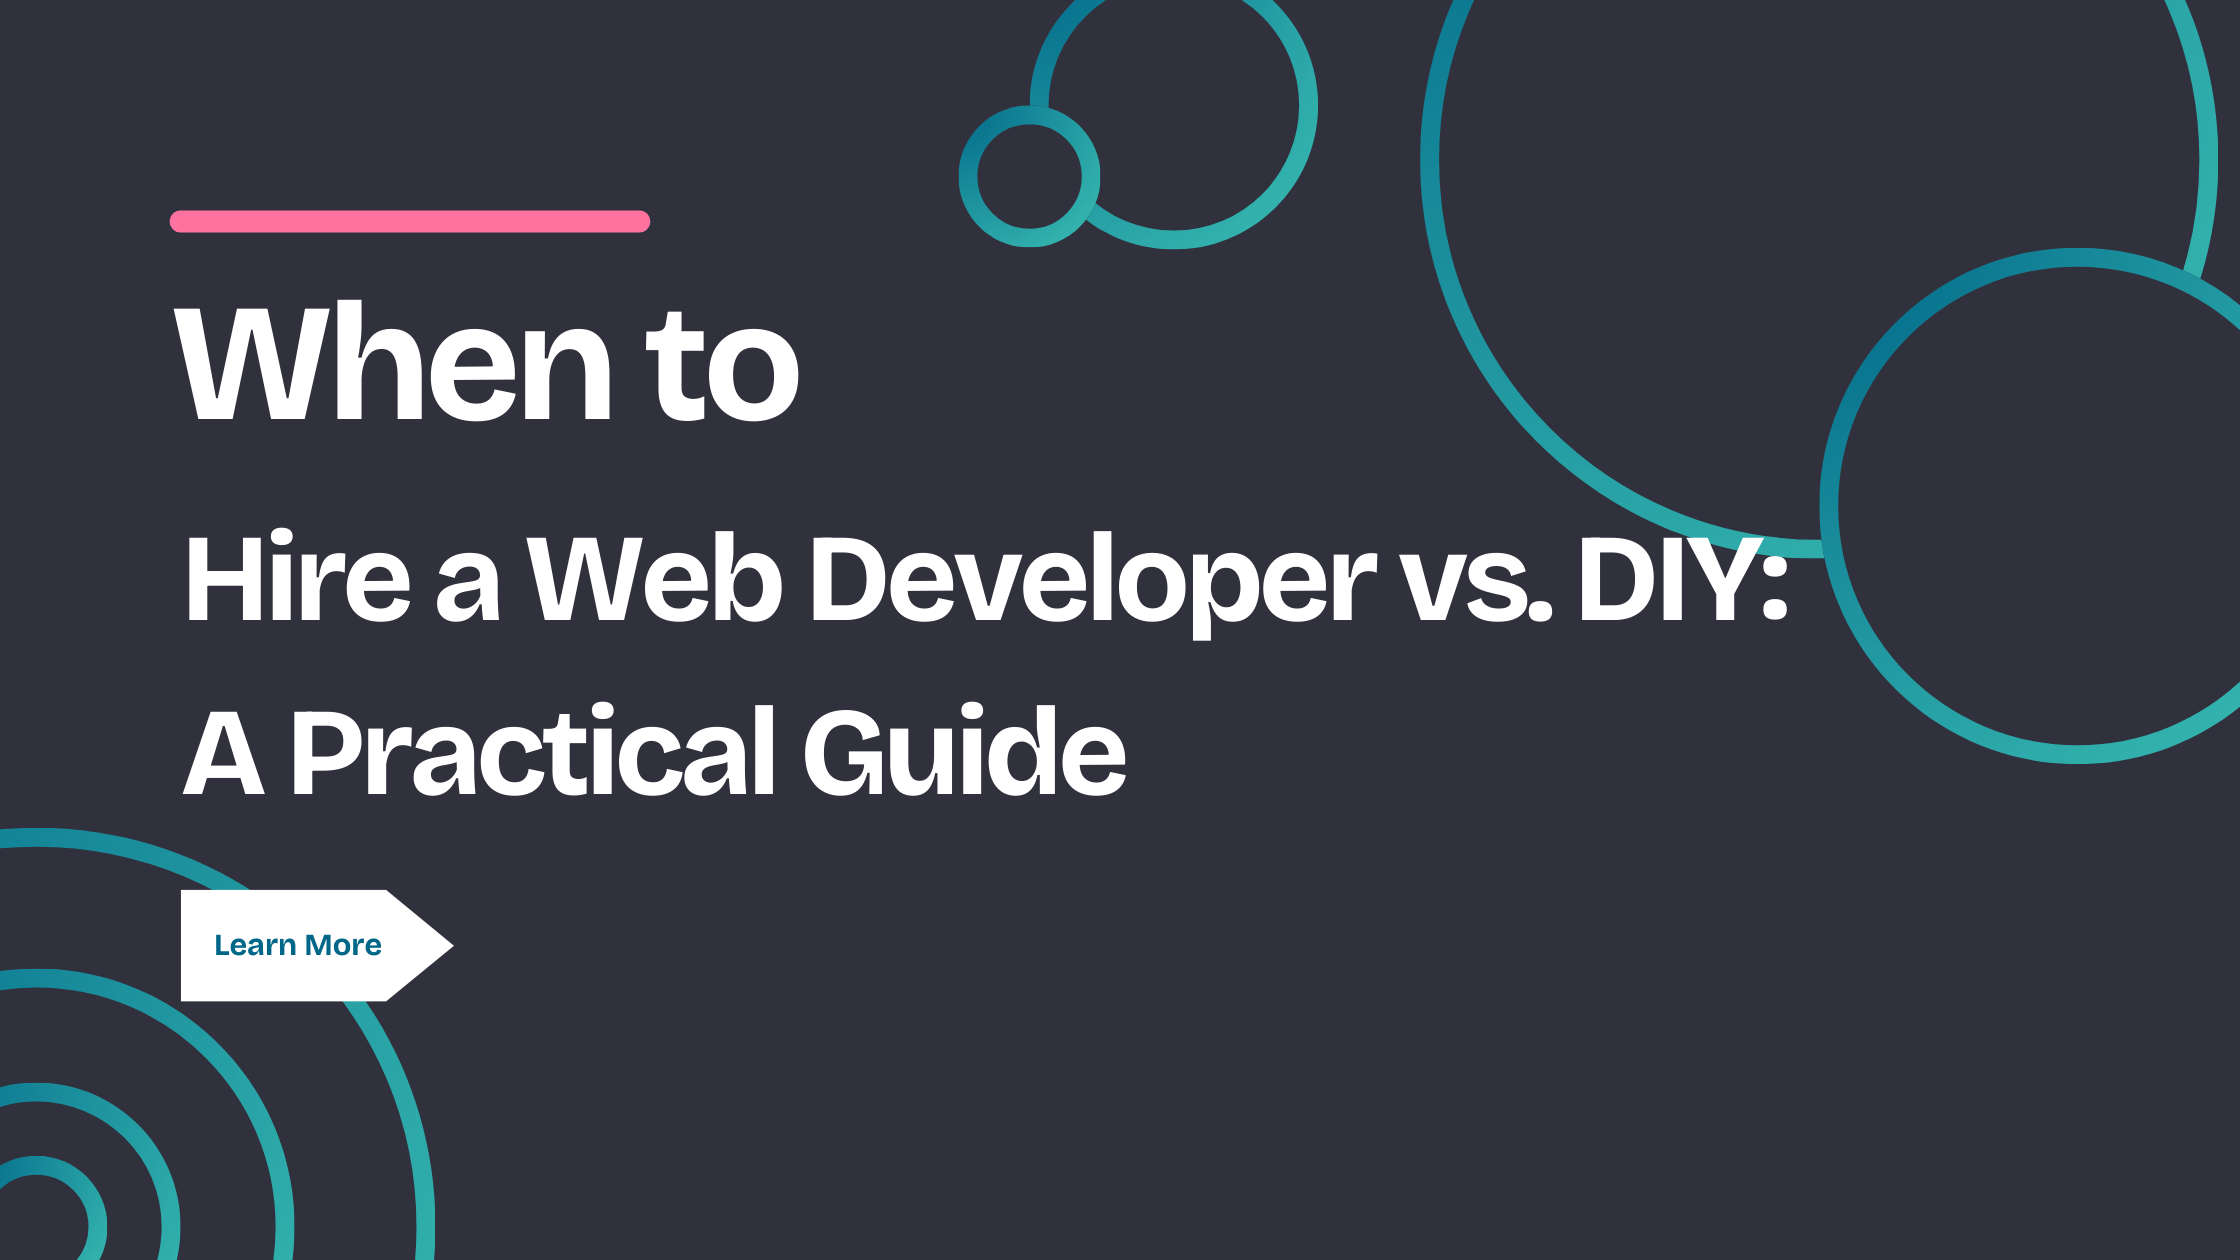 When to
Hire a Web Developer vs. DIY:
A Practical Guide
Learn More